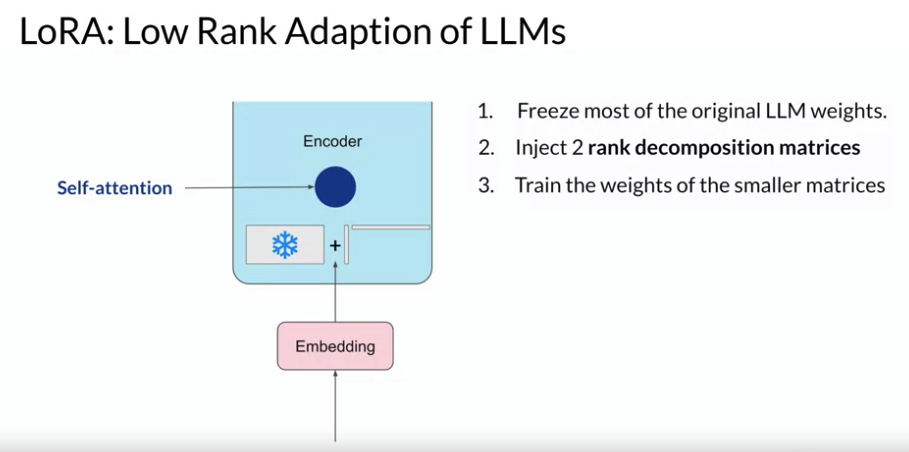 LoRA: Low Rank Adaption of LLMs
Encoder
Self-attention
+
Embedding
1. Freeze most of the original LLM weights.
2. Inject 2 rank decomposition matrices
3. Train the weights of the smaller matrices